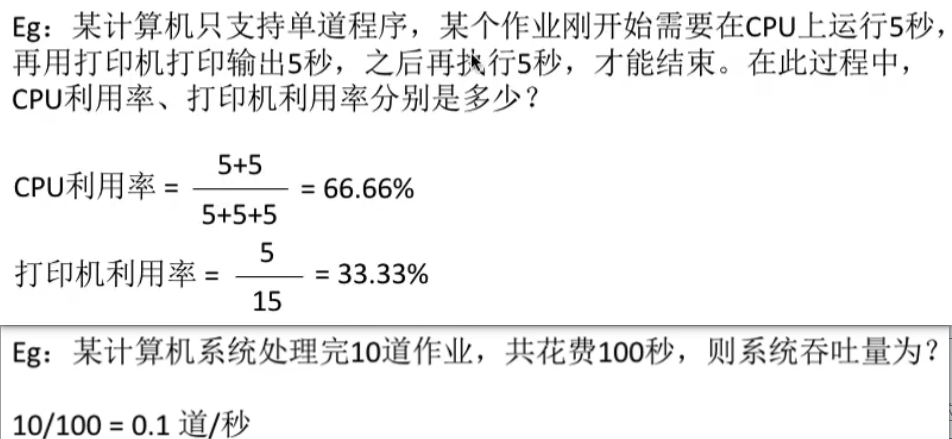 Eg：某计算机只支持单道程序，某个作业刚开始需要在CPU上运行5秒，
再用打印机打印输出5秒，之后再执行5秒，才能结束。在此过程中，
CPU利用率、打印机利用率分别是多少？
5+5
CPU利用率 = = 66.66%
5+5+5
5
打印机利用率 = = 33.33%
15
Eg：某计算机系统处理完10道作业，共花费100秒，则系统吞吐量为？
10/100 = 0.1 道/秒